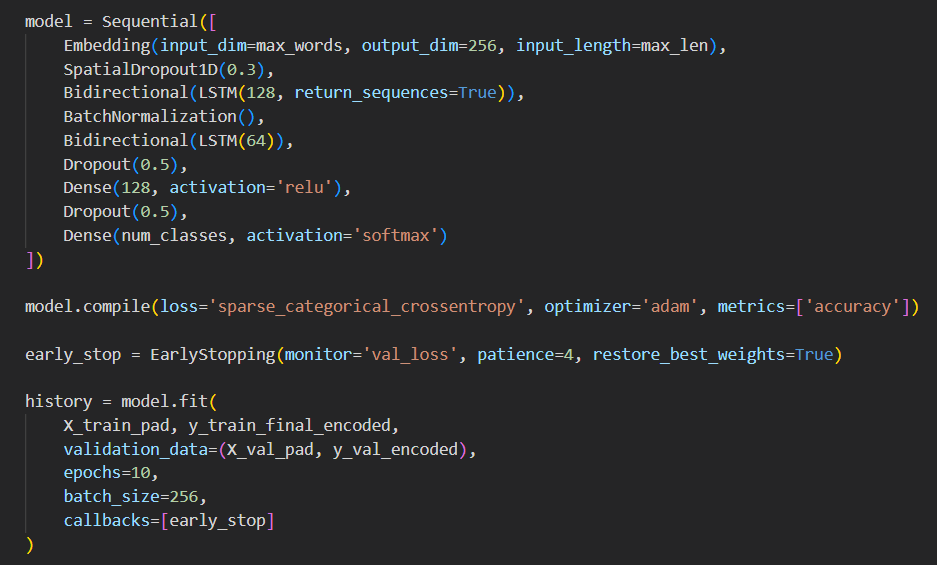 model = Sequential([
    Embedding(input_dim=max_words, output_dim=256, input_length=max_len),
    SpatialDropout1D(0.3),
    Bidirectional(LSTM(128, return_sequences=True)),
    BatchNormalization(),
    Bidirectional(LSTM(64)),
    Dropout(0.5),
    Dense(128, activation='relu'),
    Dropout(0.5),
    Dense(num_classes, activation='softmax')
])
model.compile(loss='sparse_categorical_crossentropy', optimizer='adam', metrics=['accuracy'])
early_stop = EarlyStopping(monitor='val_loss', patience=4, restore_best_weights=True)
history = model.fit(
    X_train_pad, y_train_final_encoded,
    validation_data=(X_val_pad, y_val_encoded),
    epochs=10,
    batch_size=256,
    callbacks=[early_stop]
)